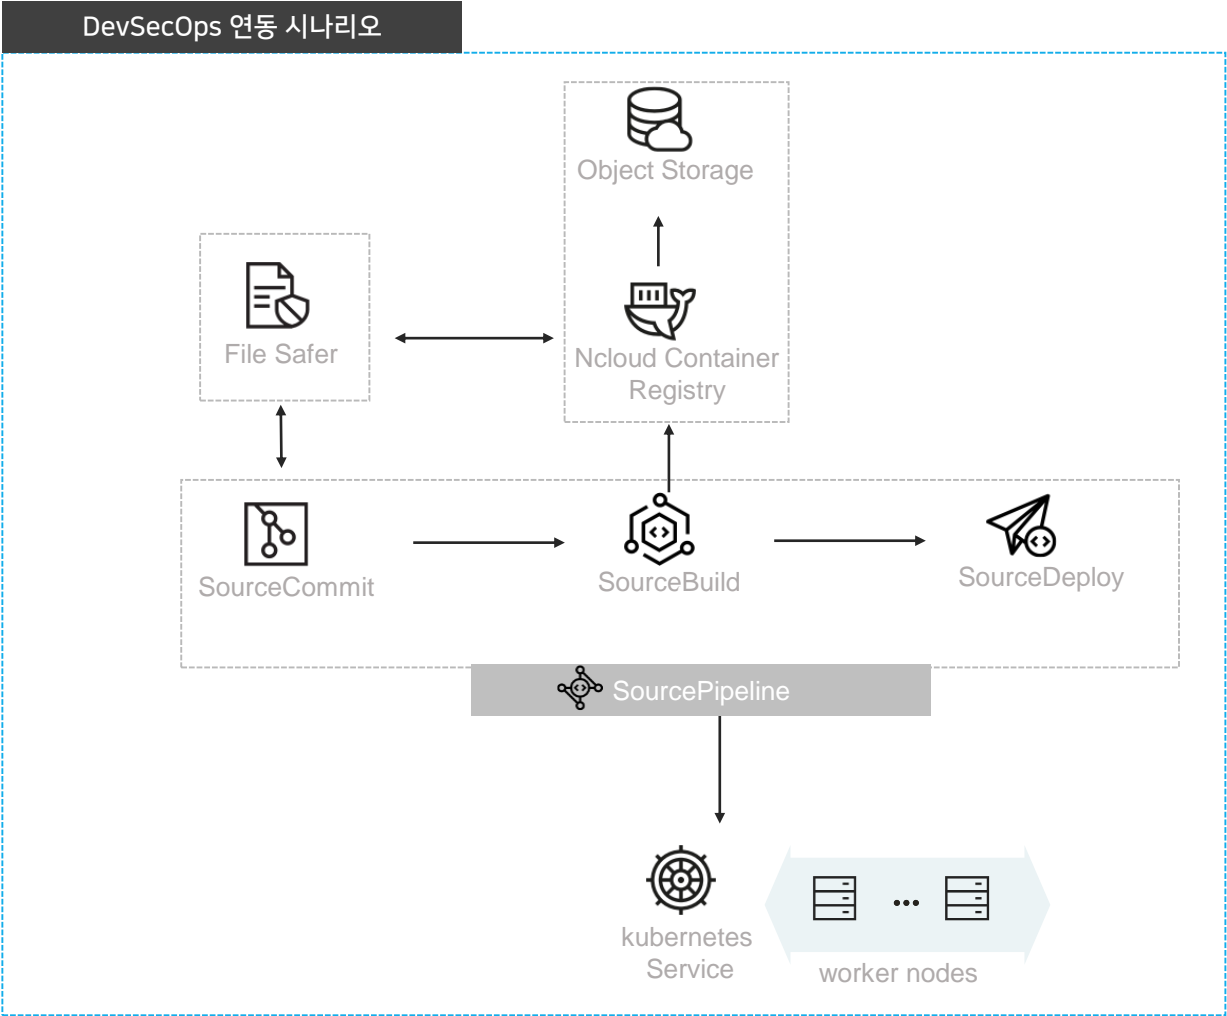 DevSecOps 연동 시나리오
Object Storage
File Safer
Ncloud Container
Registry
SourceCommit
SourceBuild
SourceDeploy
SourcePipeline
kubernetes
Service
worker nodes